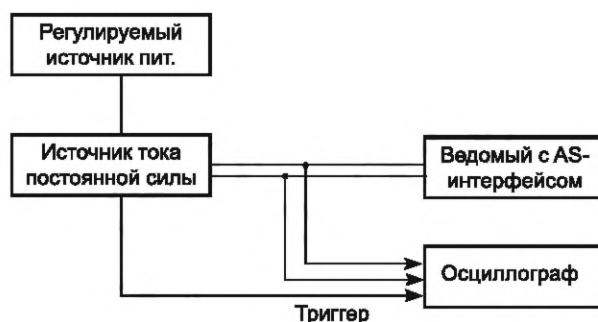 Регулируемый
источник пит.
Источник тока
постоянной силы
Ведомый с AS-
интерфейсом
Осциллограф
Триггер